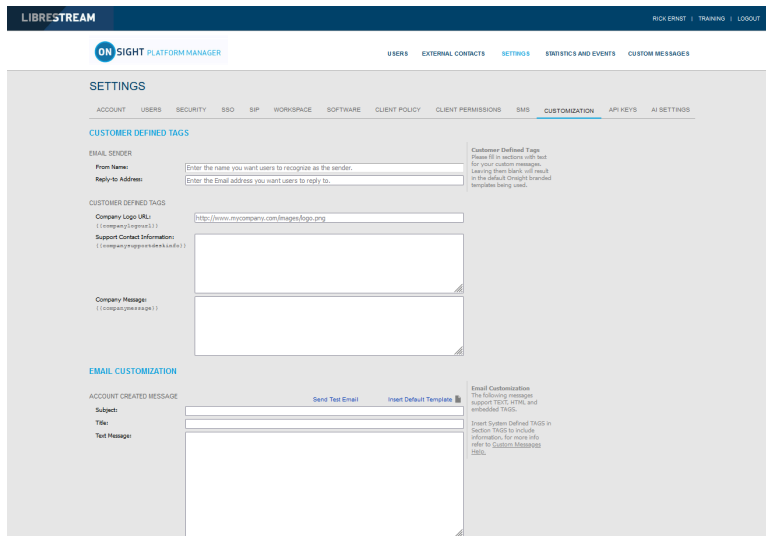 LIBRESTREAM
RICK ERNST | TRAINING | LOGOUT
ON SIGHT PLATFORM MANAGER
USERS EXTERNAL CONTACTS SETTINGS STATISTICS AND EVENTS CUSTOM MESSAGES
SETTINGS
ACCOUNT USERS SECURITY SSO SIP WORKSPACE SOFTWARE CLIENT POLICY CLIENT PERMISSIONS SMS CUSTOMIZATION API KEYS AI SETTINGS
CUSTOMER DEFINED TAGS
EMAIL SENDER
From Name: Enter the name you want users to recognize as the sender.
Reply-to Address: Enter the Email address you want users to reply to.
Customer Defined Tags
Please fill in sections with text
for your custom messages.
Leaving them blank will result
in the default Onsight branded
templates being used.
CUSTOMER DEFINED TAGS
Company Logo URL: http://www.mycompany.com/images/logo.png
((companylogourl))
Support Contact Information:
((companysupportdeskinfo))
Company Message:
((companymessage))
EMAIL CUSTOMIZATION
ACCOUNT CREATED MESSAGE Send Test Email Insert Default Template
Subject:
Title:
Text Message:
Email Customization
The following messages
support TEXT, HTML and
embedded TAGS.
Insert System Defined TAGS in
Section TAGS to include
information, for more info
refer to Custom Messages
Help.